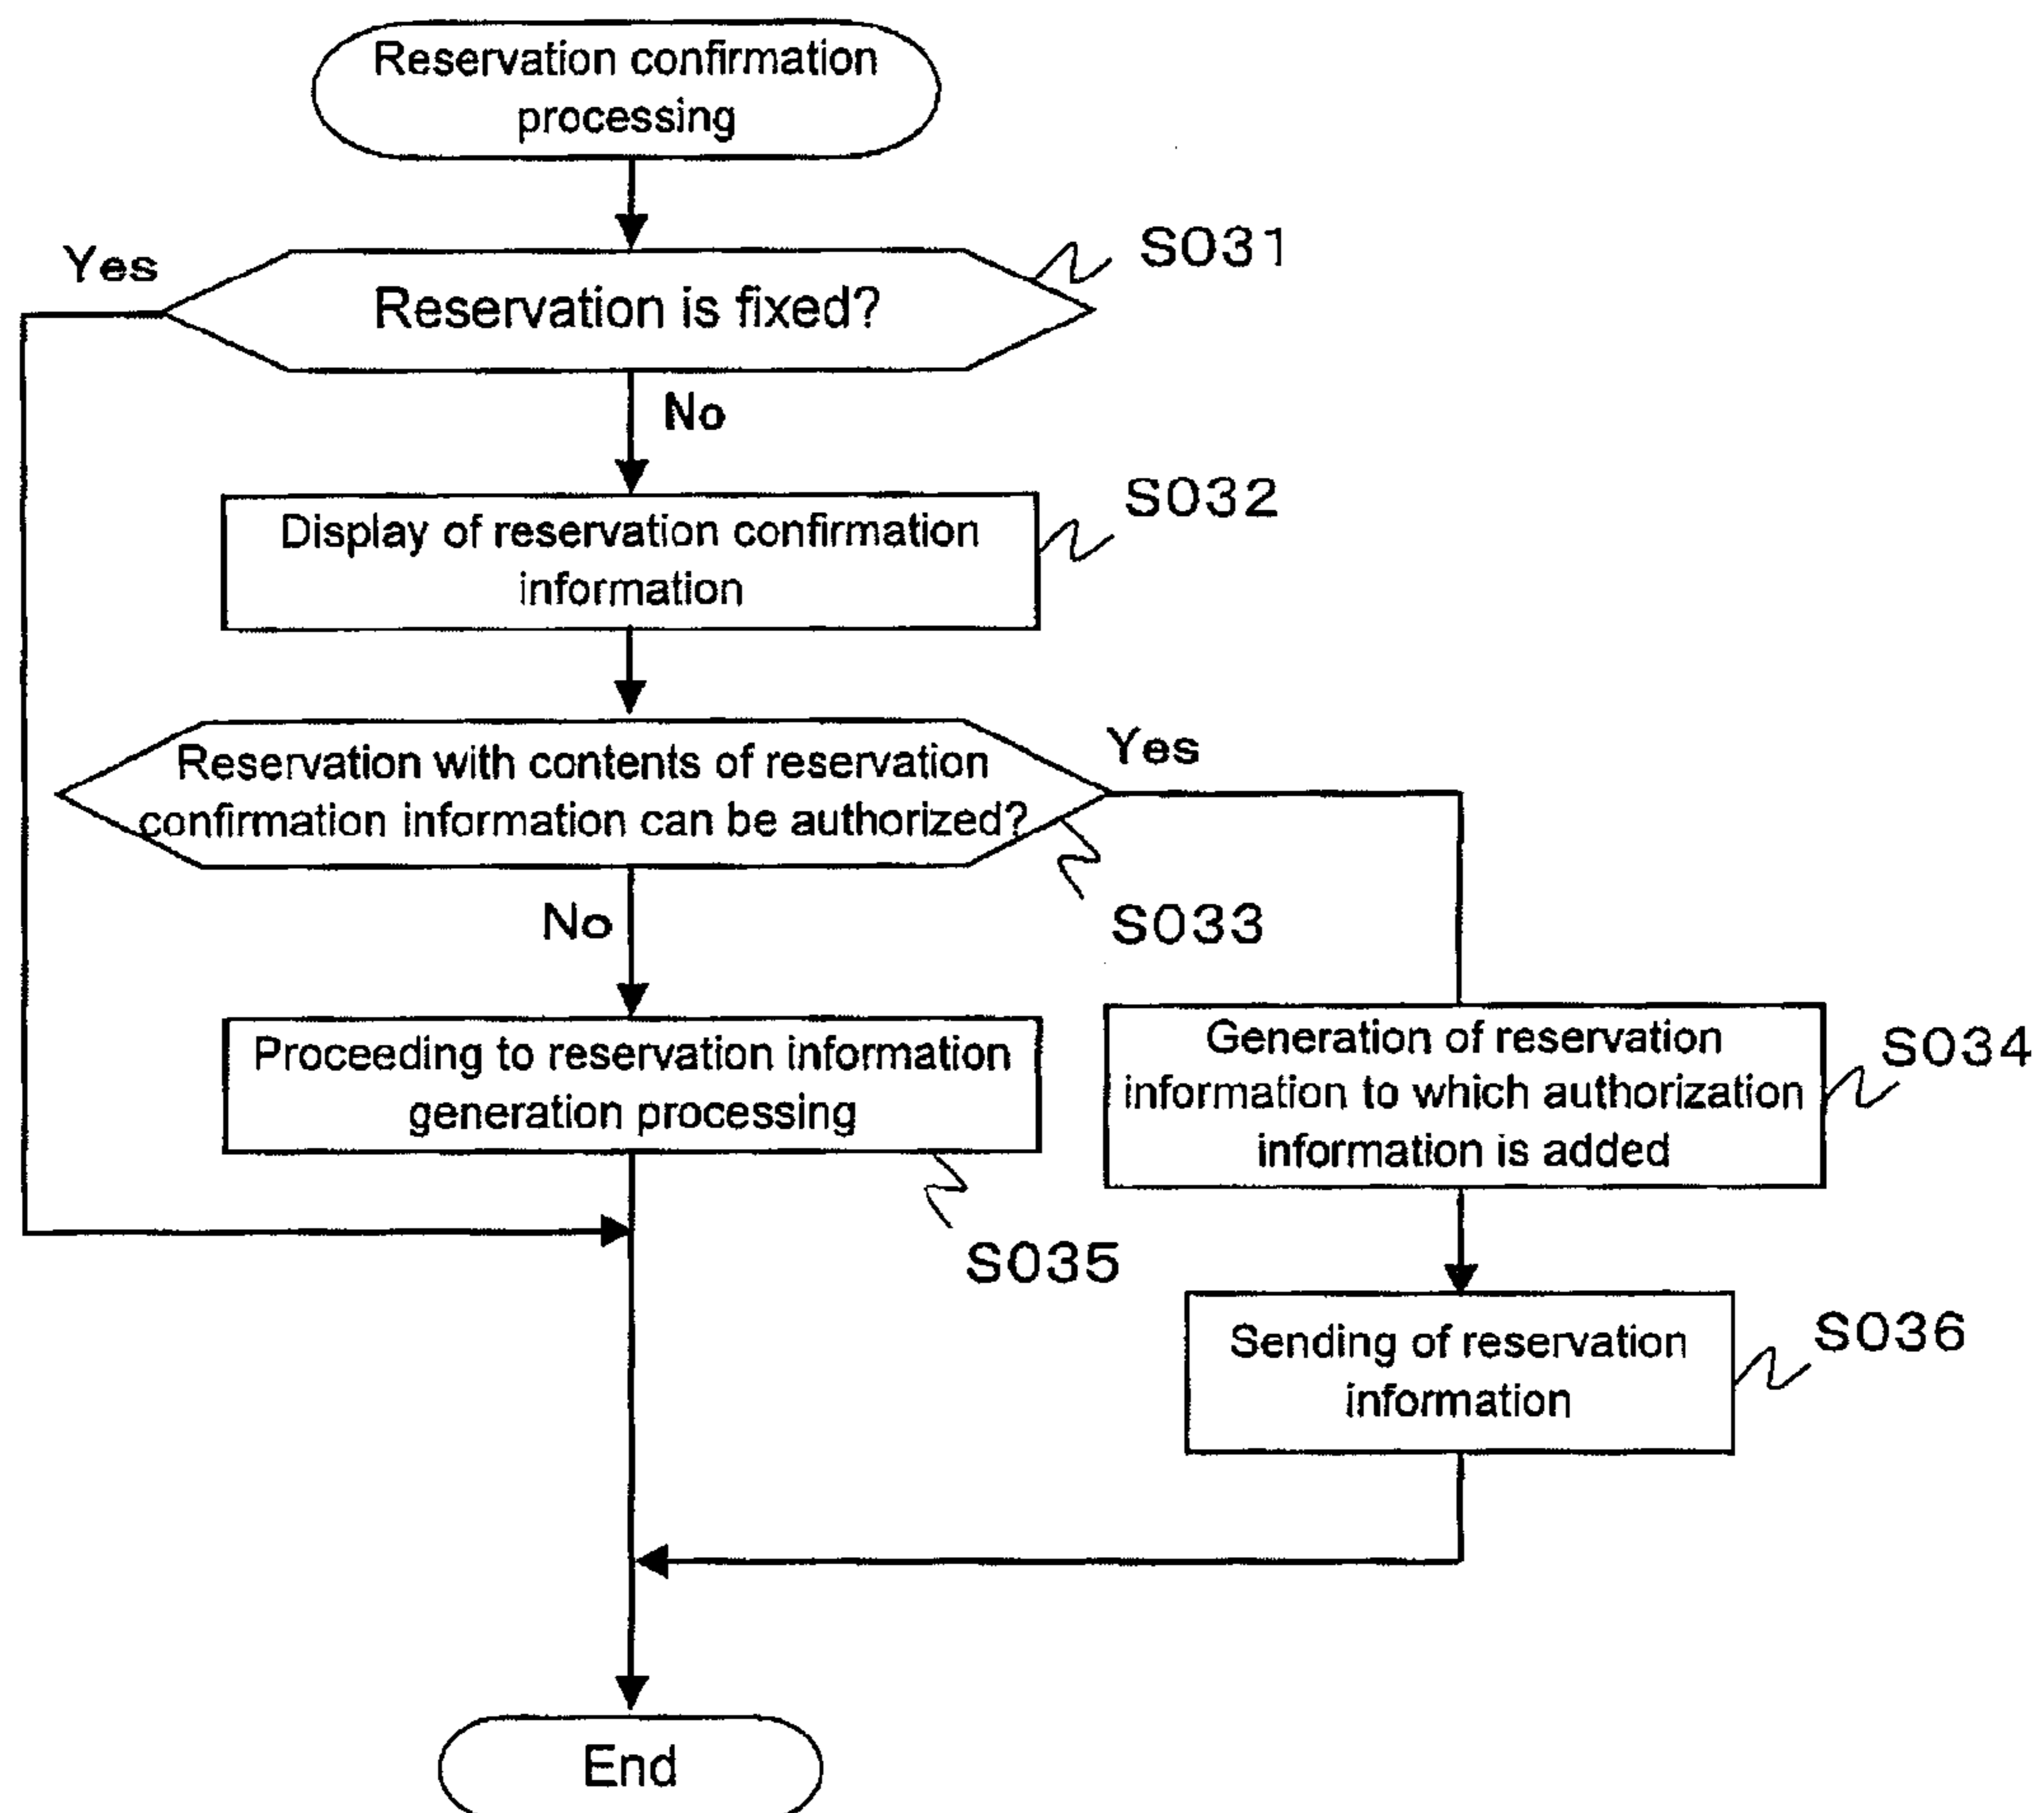 Reservation confirmation
processing
Yes
Reservation is fixed?
S031
No
Display of reservation confirmation
information
S032
Reservation with contents of reservation
confirmation information can be authorized?
Yes
S033
No
Proceeding to reservation information
generation processing
S035
Generation of reservation
information to which authorization
information is added
S034
Sending of reservation
information
S036
End